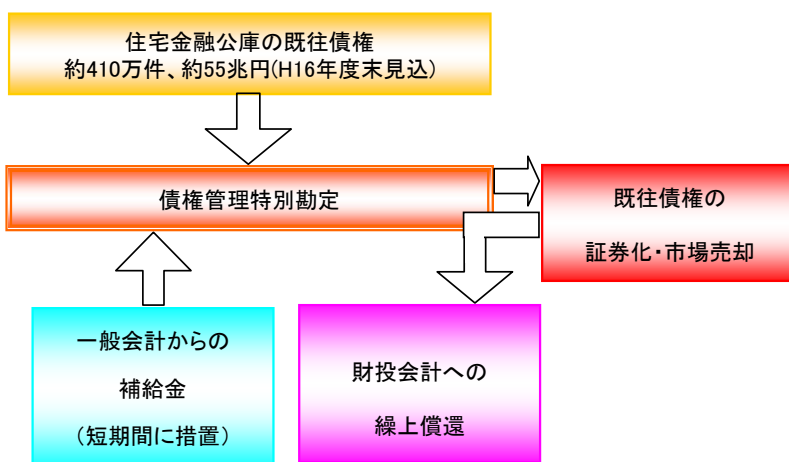 住宅金融公庫の既往債権
約410万件、約55兆円(H16年度末見込)
債権管理特別勘定
既往債権の
証券化・市場売却
一般会計からの
補給金
（短期間に措置）
財投会計への
繰上償還